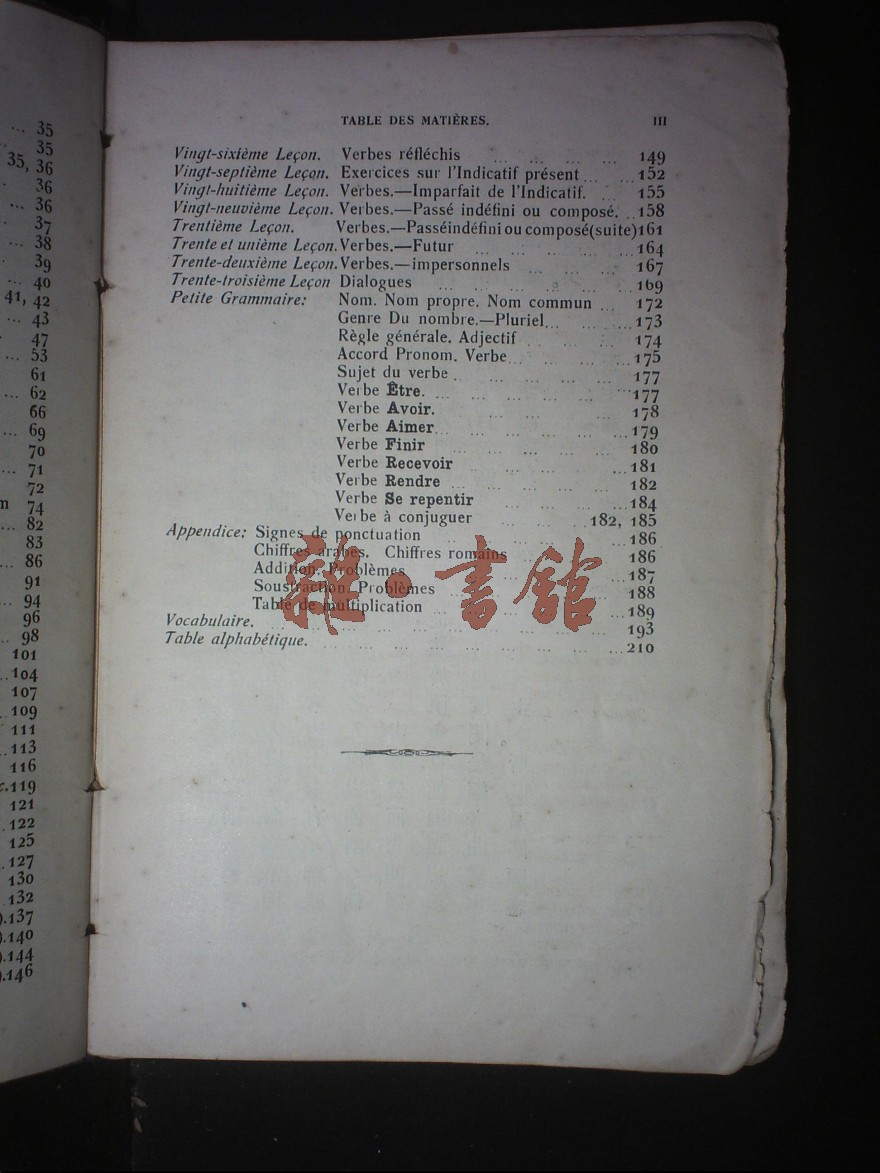 ... 35
35
35, 36
36
... 36
37
... 38
39
... 40
41, 42
... 43
47
... 53
61
... 62
66
... 69
70
... 71
72
74
... 82
83
... 86
91
... 94
96
.. 98
101
..104
107
..109
111
..113
116
.119
121
.122
125
.127
130
.132
).137
).140
).144
).146
TABLE DES MATIÈRES. III
Vingt-sixième Leçon. Verbes réfléchis ... ... ... ... 149
Vingt-septième Leçon. Exercices sur l'Indicatif présent ... ...152
Vingt-huitième Leçon. Verbes.—Imparfait de l'Indicatif. ... 155
Vingt-neuvième Leçon. Verbes.—Passé indéfini ou composé. ..158
Trentième Leçon. Verbes.—Passéindéfini ou composé(suite)161
Trente et unième Leçon. Verbes.—Futur ... ... ... ...164
Trente-deuxième Leçon. Verbes.—impersonnels ... ... ... 167
Trente-troisième Leçon Dialogues ... ... ... ... ... 169
Petite Grammaire: Nom. Nom propre. Nom commun ... 172
Genre Du nombre.—Pluriel... ... ...173
Règle générale. Adjectif ... ... ... 174
Accord Pronom. Verbe... ... ... ...175
Sujet du verbe ... ... ... ... ... 177
Verbe Être. ... ... ... ... ... ...177
Verbe Avoir. ... ... ... 178
Verbe Aimer... ... ... ... ... ...179
Verbe Finir ... ... ... ... ... 180
Verbe Recevoir ... ... ... ... ...181
Verbe Rendre ... ... ... ... ... 182
Verbe Se repentir ... ... ... ...184
Verbe à conjuguer ... ... ...182, 185
Appendice: Signes de ponctuation ... ... ... ... ...186
Chiffres arabes. Chiffres romains ... ... ... 186
Addition. Problèmes ... ... ... ... ...187
Soustraction. Problèmes ... ... ... ... 188
Table de multiplication ... ... ... ... ...189
Vocabulaire. ... ... ... ... ... ... ... ... 193
Table alphabétique. ... ... ... ... ... ... ... ...210
雜·書館